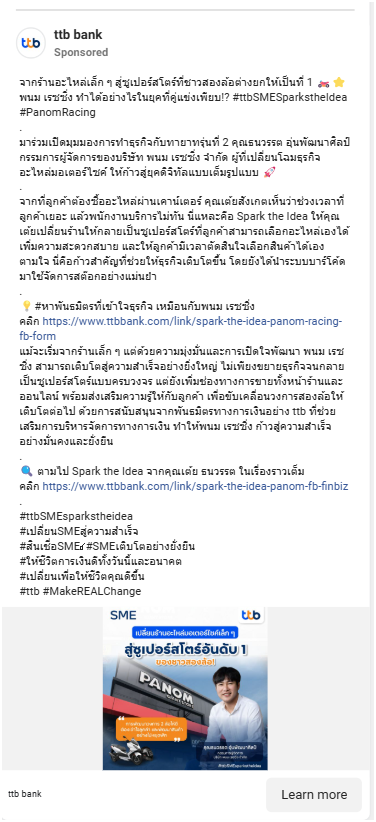 ttb
ttb bank
Sponsored
จากร้านอะไหล่เล็ก ๆ สู่ซูเปอร์สโตร์ที่ชาวสองล้อต่างยกให้เป็นที่ 1 🏍️ ⭐
พนม เรซซิ่ง ทำได้อย่างไรในยุคที่คู่แข่งเพียบ!? #ttbSMESparkstheIdea
#PanomRacing
.
มาร่วมเปิดมุมมองการทำธุรกิจกับทายาทรุ่นที่ 2 คุณธนวรรต อุ่นพัฒนาศิลป์
กรรมการผู้จัดการของบริษัท พนม เรซซิ่ง จำกัด ผู้ที่เปลี่ยนโฉมธุรกิจ
อะไหล่มอเตอร์ไซค์ ให้ก้าวสู่ยุคดิจิทัลแบบเต็มรูปแบบ 🚀
.
จากที่ลูกค้าต้องซื้ออะไหล่ผ่านเคาน์เตอร์ คุณเต้ยสังเกตเห็นว่าช่วงเวลาที่
ลูกค้าเยอะ แล้วพนักงานบริการไม่ทัน นี่แหละคือ Spark the Idea ให้คุณ
เต้ยเปลี่ยนร้านให้กลายเป็นซูเปอร์สโตร์ที่ลูกค้าสามารถเลือกอะไหล่เองได้
เพิ่มความสะดวกสบาย และให้ลูกค้ามีเวลาตัดสินใจเลือกสินค้าได้เอง
ตามใจ นี่คือก้าวสำคัญที่ช่วยให้ธุรกิจเติบโตขึ้น โดยยังได้นำระบบบาร์โค้ด
มาใช้จัดการสต๊อกอย่างแม่นยำ
.
💡 #หาพันธมิตรที่เข้าใจธุรกิจ เหมือนกับพนม เรซซิ่ง
คลิก https://www.ttbbank.com/link/spark-the-idea-panom-racing-
fb-form
แม้จะเริ่มจากร้านเล็ก ๆ แต่ด้วยความมุ่งมั่นและการเปิดใจพัฒนา พนม เรซ
ซิ่ง สามารถเติบโตสู่ความสำเร็จอย่างยิ่งใหญ่ ไม่เพียงขยายธุรกิจจนกลาย
เป็นซูเปอร์สโตร์แบบครบวงจร แต่ยังเพิ่มช่องทางการขายทั้งหน้าร้านและ
ออนไลน์ พร้อมส่งเสริมความรู้ให้กับลูกค้า เพื่อขับเคลื่อนวงการสองล้อให้
เติบโตต่อไป ด้วยการสนับสนุนจากพันธมิตรทางการเงินอย่าง ttb ที่ช่วย
เสริมการบริหารจัดการทางการเงิน ทำให้พนม เรซซิ่ง ก้าวสู่ความสำเร็จ
อย่างมั่นคงและยั่งยืน
.
🔍 ตามไป Spark the Idea จากคุณเต้ย ธนวรรต ในเรื่องราวเต็ม
คลิก https://www.ttbbank.com/link/spark-the-idea-panom-fb-finbiz
.
#ttbSMEsparkstheidea
#เปลี่ยนSMEสู่ความสำเร็จ
#สินเชื่อSME #SMEเติบโตอย่างยั่งยืน
#ให้ชีวิตการเงินดีทั้งวันนี้และอนาคต
#เปลี่ยนเพื่อให้ชีวิตคุณดีขึ้น
#ttb #MakeREALChange
SME
ttb
เปลี่ยนร้านอะไหล่มอเตอร์ไซค์เล็ก ๆ
สู่ซูเปอร์สโตร์อันดับ 1
ของชาวสองล้อ!
PANOM
ttb bank
Learn more